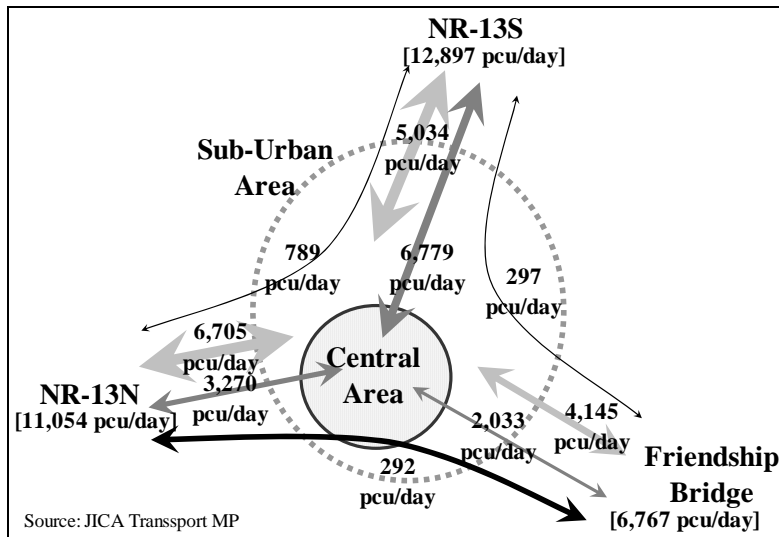 NR-13S
[12,897 pcu/day]
5,034
pcu/day
Sub-Urban
Area
789
pcu/day
6,779
pcu/day
297
pcu/day
6,705
pcu/day
Central
Area
NR-13N
[11,054 pcu/day]
3,270
pcu/day
2,033
pcu/day
4,145
pcu/day
292
pcu/day
Friendship
Bridge
[6,767 pcu/day]
Source: JICA Transsport MP